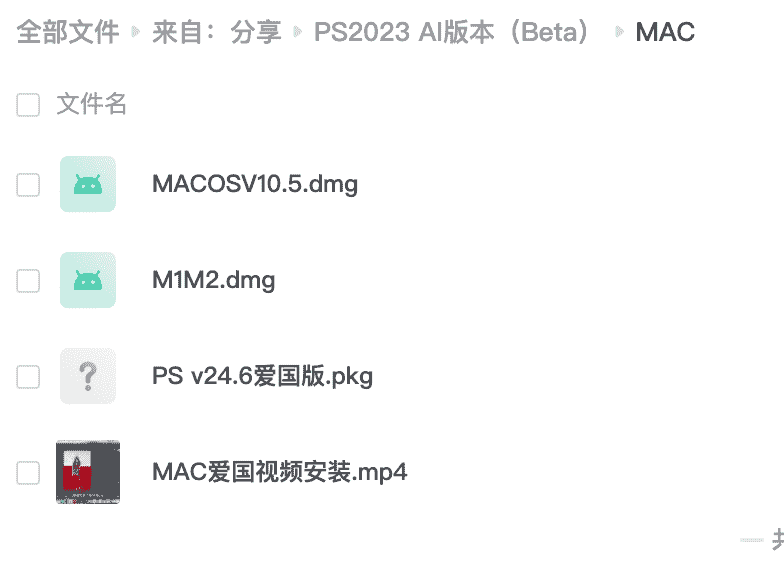 全部文件 来自：分享 PS2023 AI版本（Beta） MAC
文件名
MACOSV10.5.dmg
M1M2.dmg
PS v24.6爱国版.pkg
MAC爱国视频安装.mp4